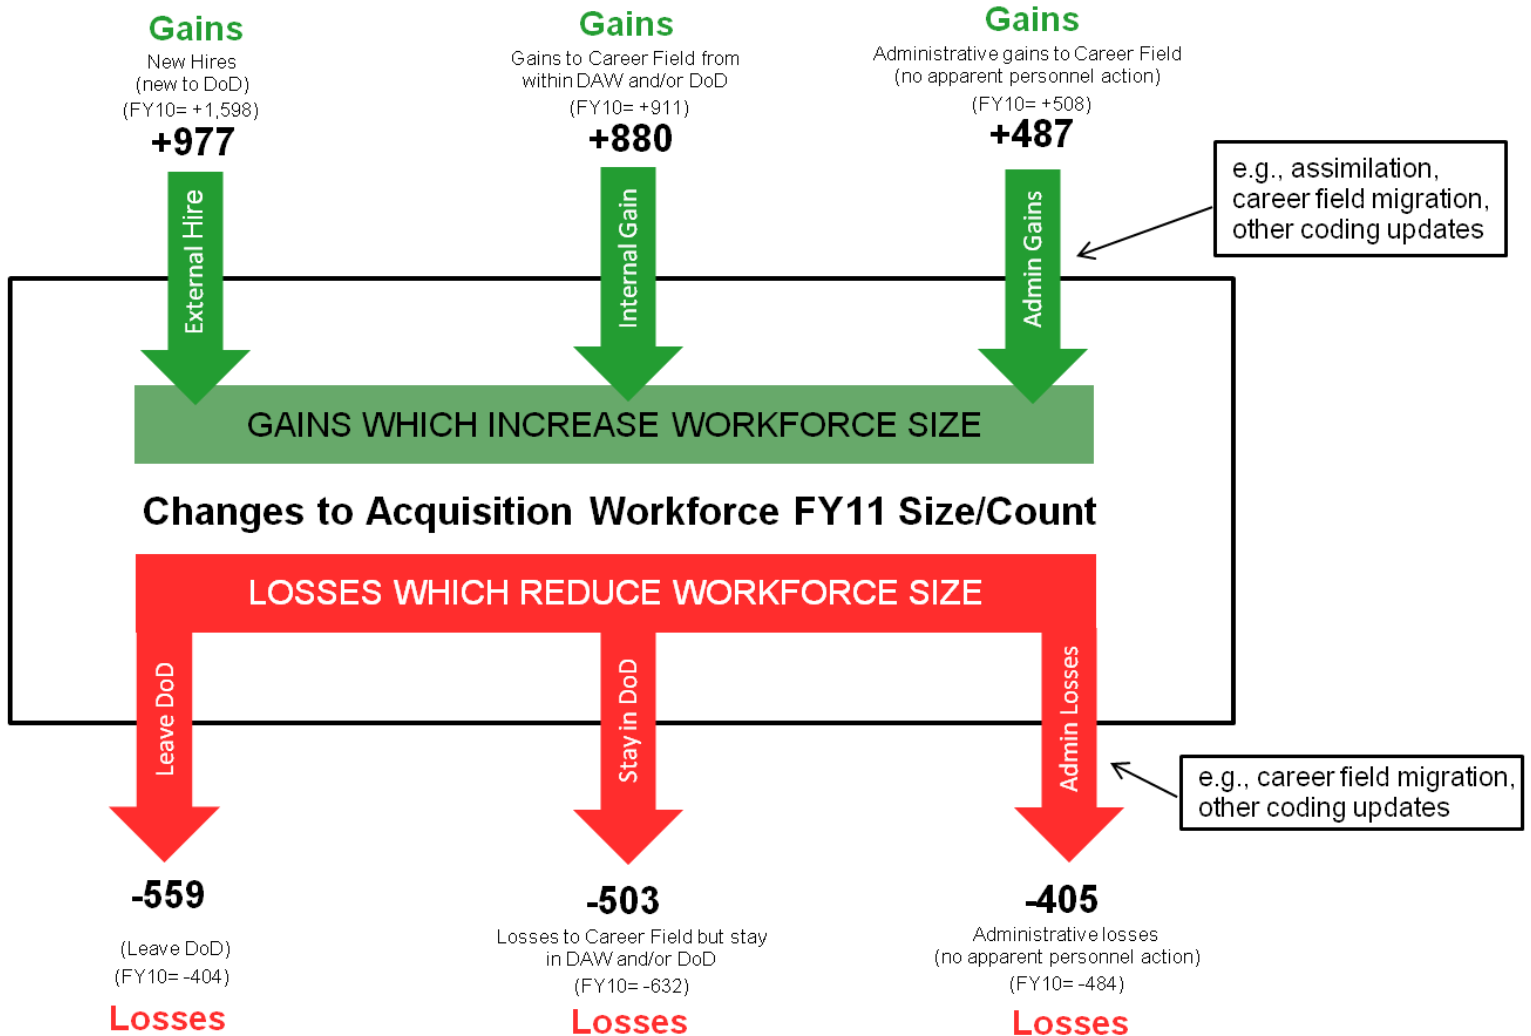 Gains
New Hires
(new to DoD)
(FY10= +1,598)
+977
Gains
Gains to Career Field from
within DAW and/or DoD
(FY10= +911)
+880
Gains
Administrative gains to Career Field
(no apparent personnel action)
(FY10= +508)
+487
e.g., assimilation,
career field migration,
other coding updates
External Hire
Internal Gain
Admin Gains
GAINS WHICH INCREASE WORKFORCE SIZE
Changes to Acquisition Workforce FY11 Size/Count
LOSSES WHICH REDUCE WORKFORCE SIZE
Leave DoD
Stay in DoD
Admin Losses
e.g., career field migration,
other coding updates
-559
(Leave DoD)
(FY10= -404)
Losses
-503
Losses to Career Field but stay
in DAW and/or DoD
(FY10= -632)
Losses
-405
Administrative losses
(no apparent personnel action)
(FY10= -484)
Losses